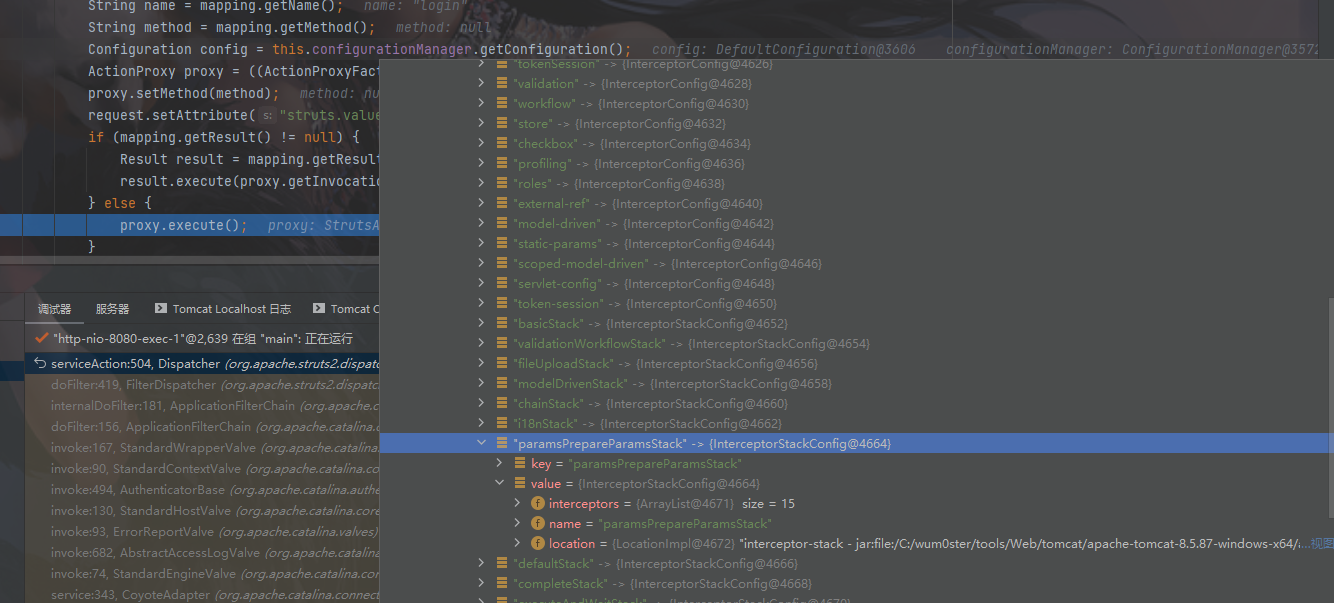 String name = mapping.getName();  name: "login"
String method = mapping.getMethod();  method: null
Configuration config = this.configurationManager.getConfiguration();  config: DefaultConfiguration@3606  configurationManager: ConfigurationManager@3572
ActionProxy proxy = ((ActionProxyFact
proxy.setMethod(method);  method: nu
request.setAttribute( s: "struts.value
if (mapping.getResult() != null) {
Result result = mapping.getResult
result.execute(proxy.getInvocatio
} else {
proxy.execute();  proxy: StrutsA
}
"tokenSession" -> {InterceptorConfig@4626}
"validation" -> {InterceptorConfig@4628}
"workflow" -> {InterceptorConfig@4630}
"store" -> {InterceptorConfig@4632}
"checkbox" -> {InterceptorConfig@4634}
"profiling" -> {InterceptorConfig@4636}
"roles" -> {InterceptorConfig@4638}
"external-ref" -> {InterceptorConfig@4640}
"model-driven" -> {InterceptorConfig@4642}
"static-params" -> {InterceptorConfig@4644}
"scoped-model-driven" -> {InterceptorConfig@4646}
"servlet-config" -> {InterceptorConfig@4648}
"token-session" -> {InterceptorConfig@4650}
"basicStack" -> {InterceptorStackConfig@4652}
"validationWorkflowStack" -> {InterceptorStackConfig@4654}
"fileUploadStack" -> {InterceptorStackConfig@4656}
"modelDrivenStack" -> {InterceptorStackConfig@4658}
"chainStack" -> {InterceptorStackConfig@4660}
"i18nStack" -> {InterceptorStackConfig@4662}
"paramsPrepareParamsStack" -> {InterceptorStackConfig@4664}
key = "paramsPrepareParamsStack"
value = {InterceptorStackConfig@4664}
f interceptors = {ArrayList@4671}  size = 15
f name = "paramsPrepareParamsStack"
f location = {LocationImpl@4672} "interceptor-stack - jar:file:/C:/wum0ster/tools/Web/tomcat/apache-tomcat-8.5.87-windows-x64/a...视图
"defaultStack" -> {InterceptorStackConfig@4666}
"completeStack" -> {InterceptorStackConfig@4668}
"executeAndWaitStack" -> {InterceptorStackConfig@4670}
调试器  服务器  Tomcat Localhost 日志  Tomcat C
"http-nio-8080-exec-1"@2,639 在组 "main": 正在运行
serviceAction:504, Dispatcher (org.apache.struts2.dispatc
doFilter:419, FilterDispatcher (org.apache.struts2.dispatc
internalDoFilter:181, ApplicationFilterChain (org.apache.c
doFilter:156, ApplicationFilterChain (org.apache.catalina.
invoke:167, StandardWrapperValve (org.apache.catalina.
invoke:90, StandardContextValve (org.apache.catalina.co
invoke:494, AuthenticatorBase (org.apache.catalina.authe
invoke:130, StandardHostValve (org.apache.catalina.core
invoke:93, ErrorReportValve (org.apache.catalina.valves)
invoke:682, AbstractAccessLogValve (org.apache.catalina
invoke:74, StandardEngineValve (org.apache.catalina.cor
service:343, CoyoteAdapter (org.apache.catalina.connect